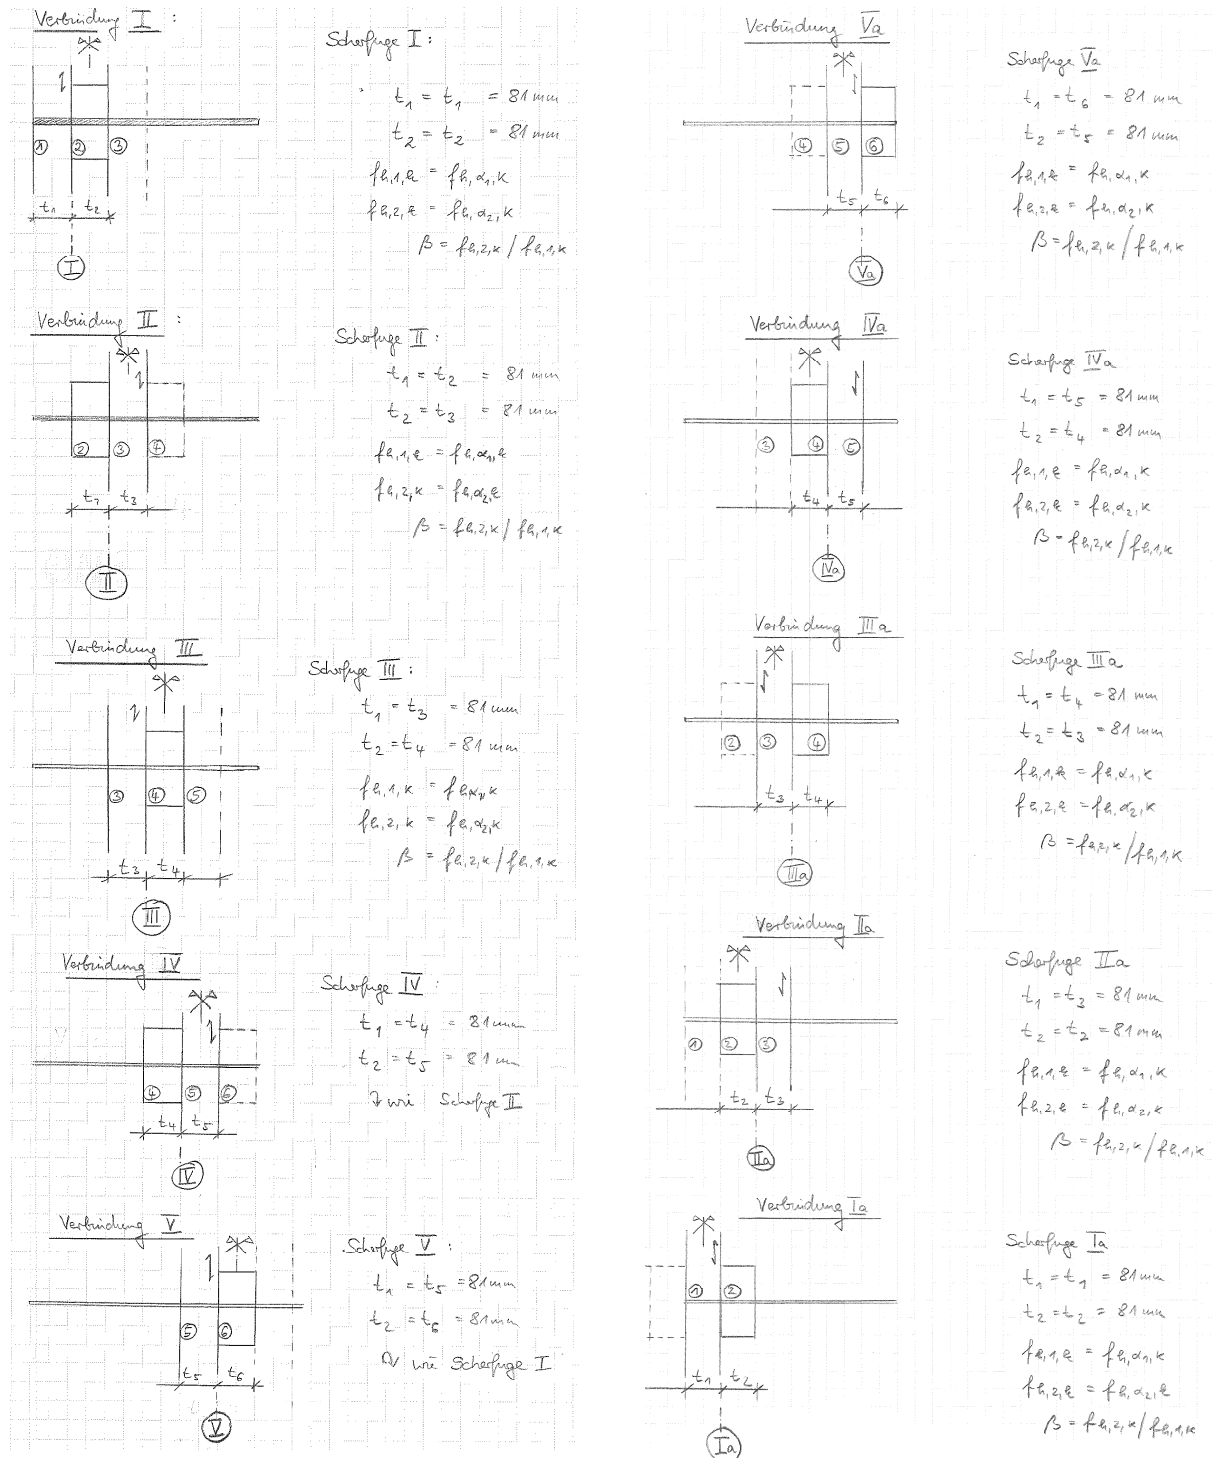 Verbindung I :
Scherfuge I :
t₁ = t₁ = 81 mm
t₂ = t₂ = 81 mm
fh,1,k = fh,α₁,k
fh,2,k = fh,α₂,k
β = fh,2,k / fh,1,k
① ② ③
t₁ t₂
I
Verbindung II :
Scherfuge II :
t₁ = t₂ = 81 mm
t₂ = t₃ = 81 mm
fh,1,k = fh,α₁,k
fh,2,k = fh,α₂,k
β = fh,2,k / fh,1,k
② ③ ④
t₂ t₃
II
Verbindung III
Scherfuge III :
t₁ = t₃ = 81 mm
t₂ = t₄ = 81 mm
fh,1,k = fh,α₁,k
fh,2,k = fh,α₂,k
β = fh,2,k / fh,1,k
③ ④ ⑤
t₃ t₄
III
Verbindung IV
Scherfuge IV :
t₁ = t₄ = 81 mm
t₂ = t₅ = 81 mm
wie Scherfuge II
④ ⑤ ⑥
t₄ t₅
IV
Verbindung V
Scherfuge V :
t₁ = t₅ = 81 mm
t₂ = t₆ = 81 mm
wie Scherfuge I
⑤ ⑥
t₅ t₆
V
Verbindung Va
Scherfuge Va
t₁ = t₆ = 81 mm
t₂ = t₅ = 81 mm
fh,1,k = fh,α₁,k
fh,2,k = fh,α₂,k
β = fh,2,k / fh,1,k
④ ⑤ ⑥
t₅ t₆
Va
Verbindung IVa
Scherfuge IVa
t₁ = t₅ = 81 mm
t₂ = t₄ = 81 mm
fh,1,k = fh,α₁,k
fh,2,k = fh,α₂,k
β = fh,2,k / fh,1,k
③ ④ ⑤
t₄ t₅
IVa
Verbindung IIIa
Scherfuge IIIa
t₁ = t₄ = 81 mm
t₂ = t₃ = 81 mm
fh,1,k = fh,α₁,k
fh,2,k = fh,α₂,k
β = fh,2,k / fh,1,k
② ③ ④
t₃ t₄
IIIa
Verbindung IIa
Scherfuge IIa
t₁ = t₃ = 81 mm
t₂ = t₂ = 81 mm
fh,1,k = fh,α₁,k
fh,2,k = fh,α₂,k
β = fh,2,k / fh,1,k
① ② ③
t₂ t₃
IIa
Verbindung Ia
Scherfuge Ia
t₁ = t₁ = 81 mm
t₂ = t₂ = 81 mm
fh,1,k = fh,α₁,k
fh,2,k = fh,α₂,k
β = fh,2,k / fh,1,k
① ②
t₁ t₂
Ia